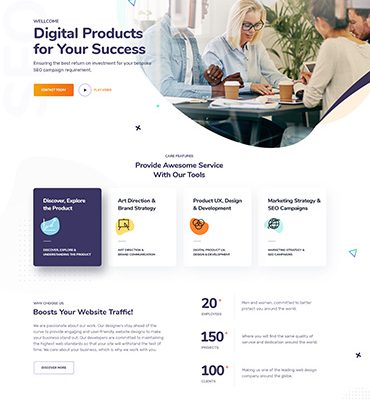 WELLCOME
Digital Products
for Your Success
Ensuring the best return on investment for your bespoke
SEO campaign requirement.
CONTACT TODAY
PLAY VIDEO
SEO
CARE FEATURES
Provide Awesome Service
With Our Tools
Discover, Explore
the Product
DISCOVER, EXPLORE &
UNDERSTANDING THE PRODUCT
Art Direction &
Brand Strategy
ART DIRECTION &
BRAND COMMUNICATION
Product UX, Design
& Development
DIGITAL PRODUCT UX,
DESIGN & DEVELOPMENT
Marketing Strategy &
SEO Campaigns
MARKETING STRATEGY &
SEO CAMPAIGNS
WHY CHOOSE US
Boosts Your Website Traffic!
We are passionate about our work. Our designers stay ahead of the
curve to provide engaging and user-friendly website designs to make
your business stand out. Our developers are committed to maintaining
the highest web standards so that your site will withstand the test of
time. We care about your business, which is why we work with you.
DISCOVER MORE
20+
EMPLOYEES
Men and women, committed to better
protect you around the world.
150+
PROJECTS
Where you will find the same quality of
service and dedication around the world.
100+
CLIENTS
Making us one of the leading web design
company around the globe.